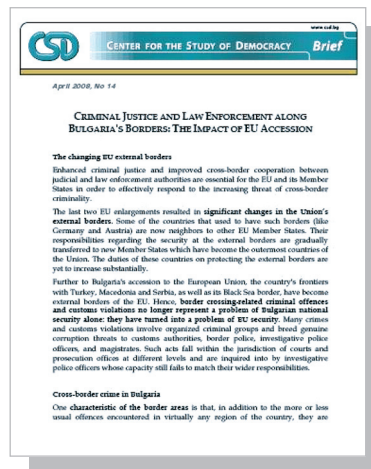 www.csd.bg
CSD
CENTER FOR THE STUDY OF DEMOCRACY
Brief
April 2008, No 14
CRIMINAL JUSTICE AND LAW ENFORCEMENT ALONG
BULGARIA'S BORDERS: THE IMPACT OF EU ACCESSION
The changing EU external borders
Enhanced criminal justice and improved cross-border cooperation between
judicial and law enforcement authorities are essential for the EU and its Member
States in order to effectively respond to the increasing threat of cross-border
criminality.
The last two EU enlargements resulted in significant changes in the Union's
external borders. Some of the countries that used to have such borders (like
Germany and Austria) are now neighbors to other EU Member States. Their
responsibilities regarding the security at the external borders are gradually
transferred to new Member States which have become the outermost countries of
the Union. The duties of these countries on protecting the external borders are
yet to increase substantially.
Further to Bulgaria's accession to the European Union, the country's frontiers
with Turkey, Macedonia and Serbia, as well as its Black Sea border, have become
external borders of the EU. Hence, border crossing-related criminal offences
and customs violations no longer represent a problem of Bulgarian national
security alone: they have turned into a problem of EU security. Many crimes
and customs violations involve organized criminal groups and breed genuine
corruption threats to customs authorities, border police, investigative police
officers, and magistrates. Such acts fall within the jurisdiction of courts and
prosecution offices at different levels and are inquired into by investigative
police officers whose capacity still fails to match their wider responsibilities.
Cross-border crime in Bulgaria
One characteristic of the border areas is that, in addition to the more or less
usual offences encountered in virtually any region of the country, they are